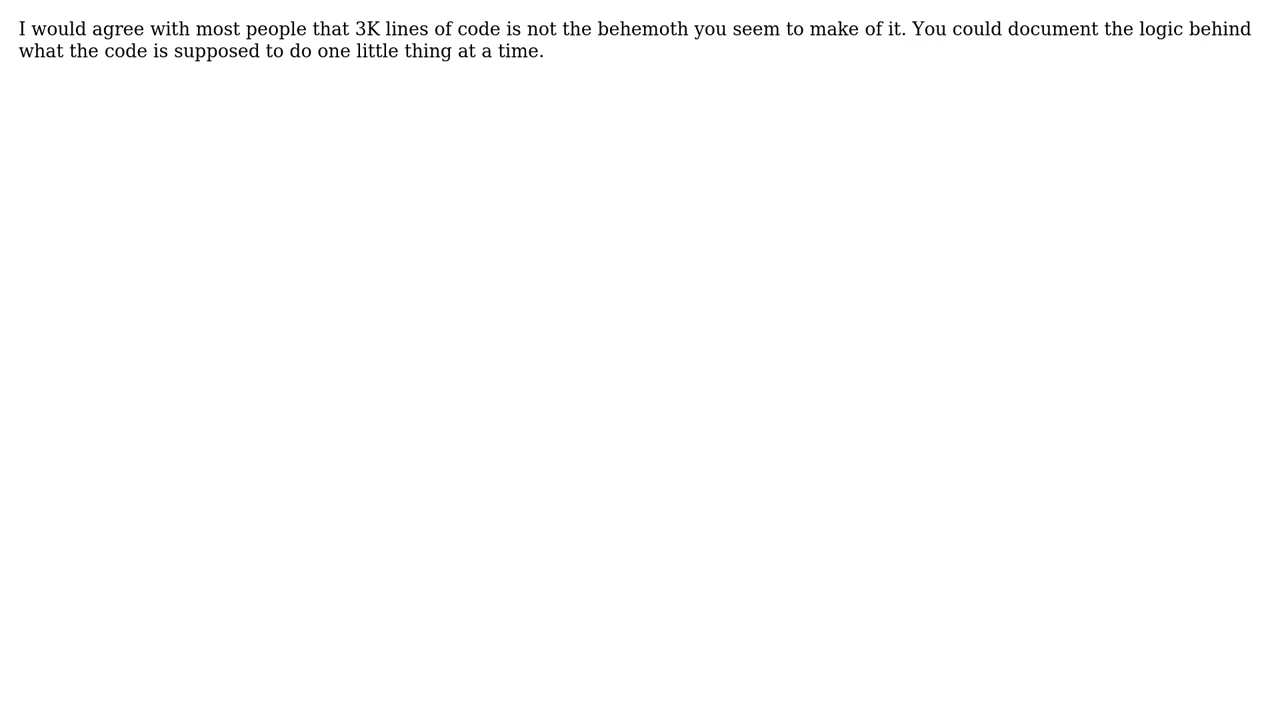 I would agree with most people that 3K lines of code is not the behemoth you seem to make of it. You could document the logic behind
what the code is supposed to do one little thing at a time.